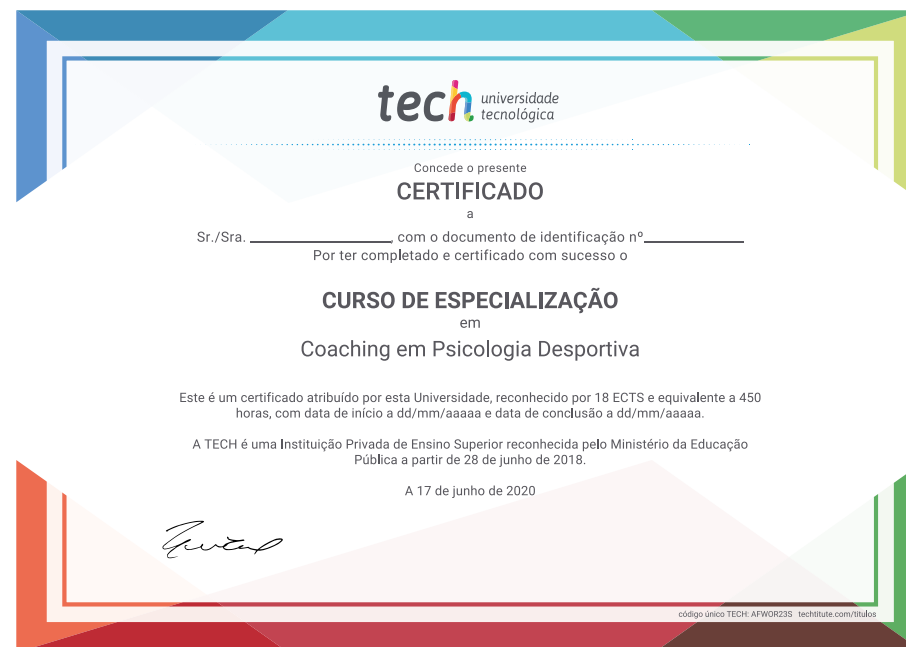 tech universidade
tecnológica
Concede o presente
CERTIFICADO
a
Sr./Sra. ____________________, com o documento de identificação nº______________
Por ter completado e certificado com sucesso o
CURSO DE ESPECIALIZAÇÃO
em
Coaching em Psicologia Desportiva
Este é um certificado atribuído por esta Universidade, reconhecido por 18 ECTS e equivalente a 450
horas, com data de início a dd/mm/aaaaa e data de conclusão a dd/mm/aaaaa.
A TECH é uma Instituição Privada de Ensino Superior reconhecida pelo Ministério da Educação
Pública a partir de 28 de junho de 2018.
A 17 de junho de 2020
código único TECH: AFWOR23S techtitute.com/titulos